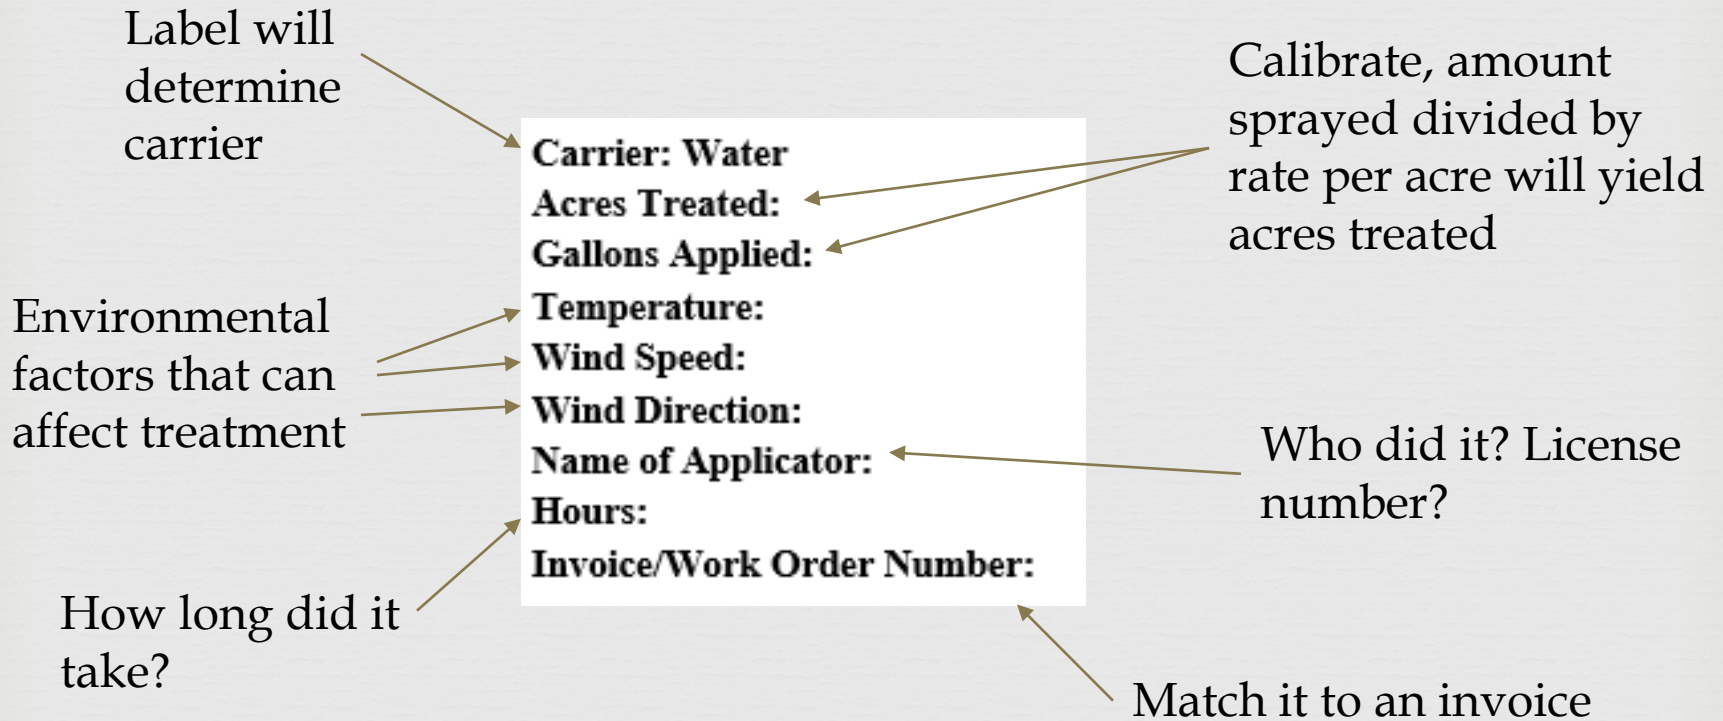 Label will
determine
carrier
Calibrate, amount
sprayed divided by
rate per acre will yield
acres treated
Carrier: Water
Acres Treated:
Gallons Applied:
Temperature:
Wind Speed:
Wind Direction:
Name of Applicator:
Hours:
Invoice/Work Order Number:
Environmental
factors that can
affect treatment
Who did it? License
number?
How long did it
take?
Match it to an invoice